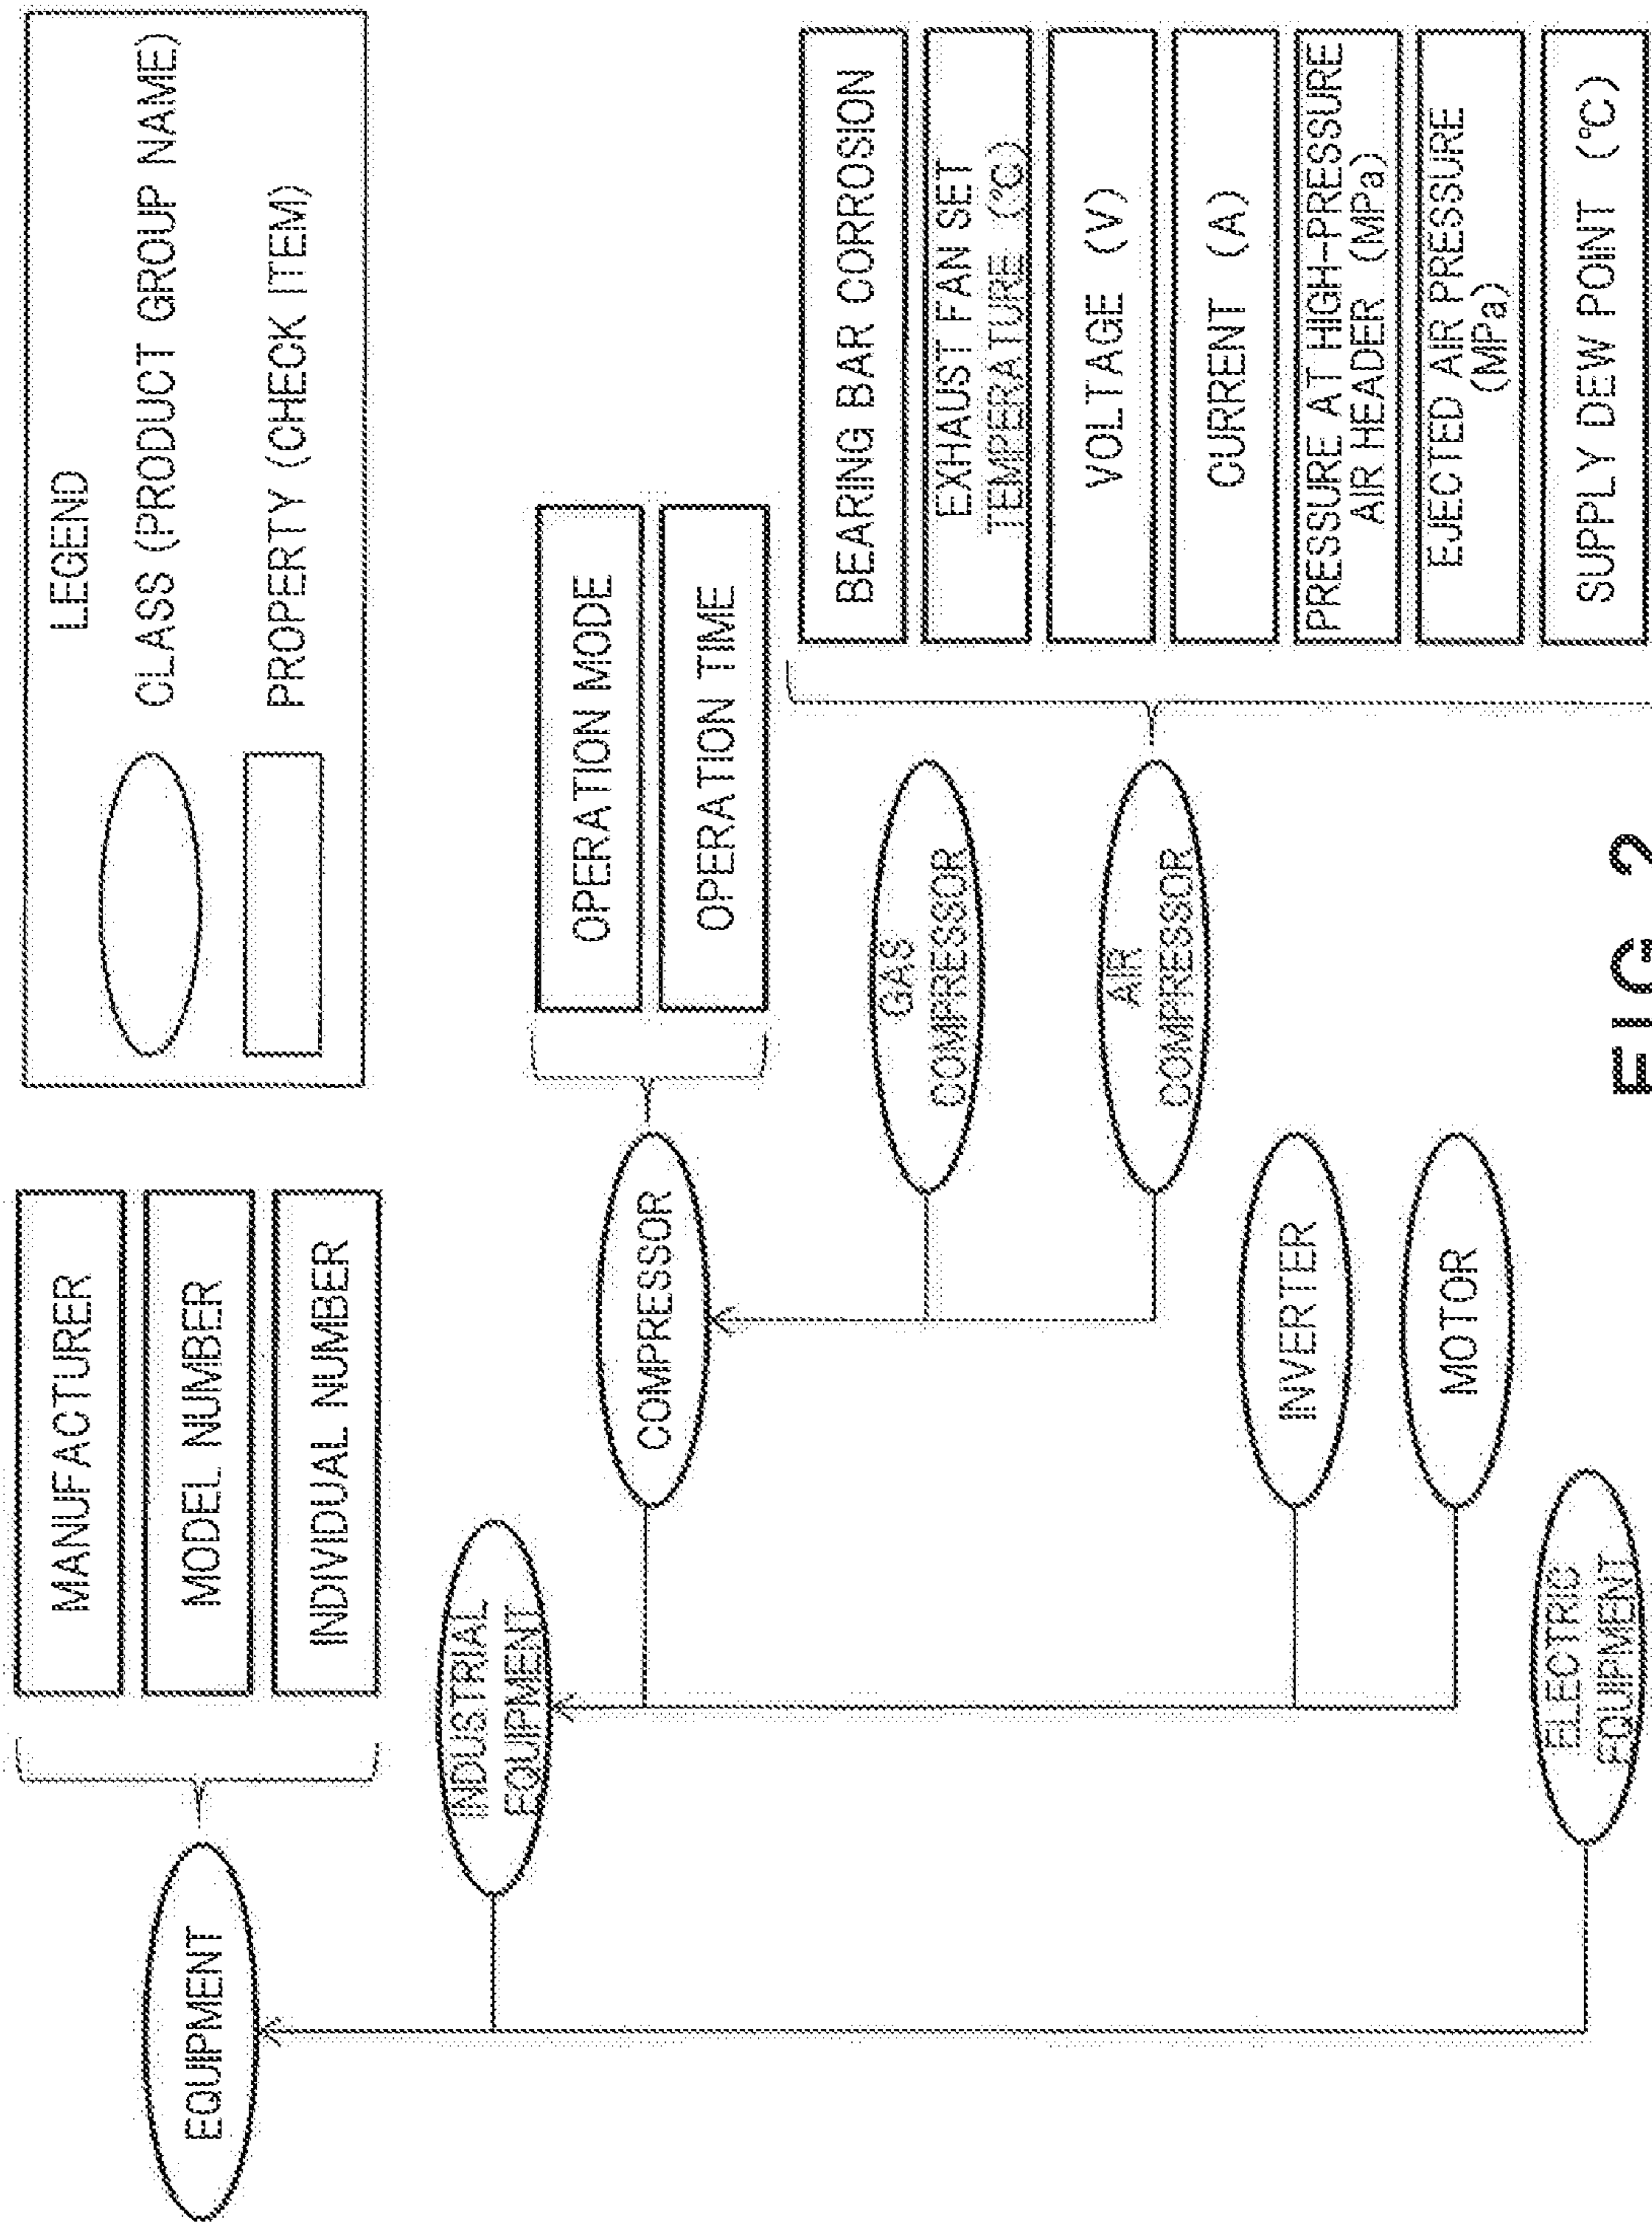 LEGEND
CLASS (PRODUCT GROUP NAME)
PROPERTY (CHECK ITEM)
MANUFACTURER
MODEL NUMBER
INDIVIDUAL NUMBER
EQUIPMENT
INDUSTRIAL
EQUIPMENT
OPERATION MODE
OPERATION TIME
COMPRESSOR
GAS
COMPRESSOR
AIR
COMPRESSOR
BEARING BAR CORROSION
EXHAUST FAN SET
TEMPERATURE (℃)
VOLTAGE (V)
CURRENT (A)
PRESSURE AT HIGH-PRESSURE
AIR HEADER (MPa)
EJECTED AIR PRESSURE
(MPa)
SUPPLY DEW POINT (℃)
INVERTER
MOTOR
ELECTRIC
EQUIPMENT
FIG 2